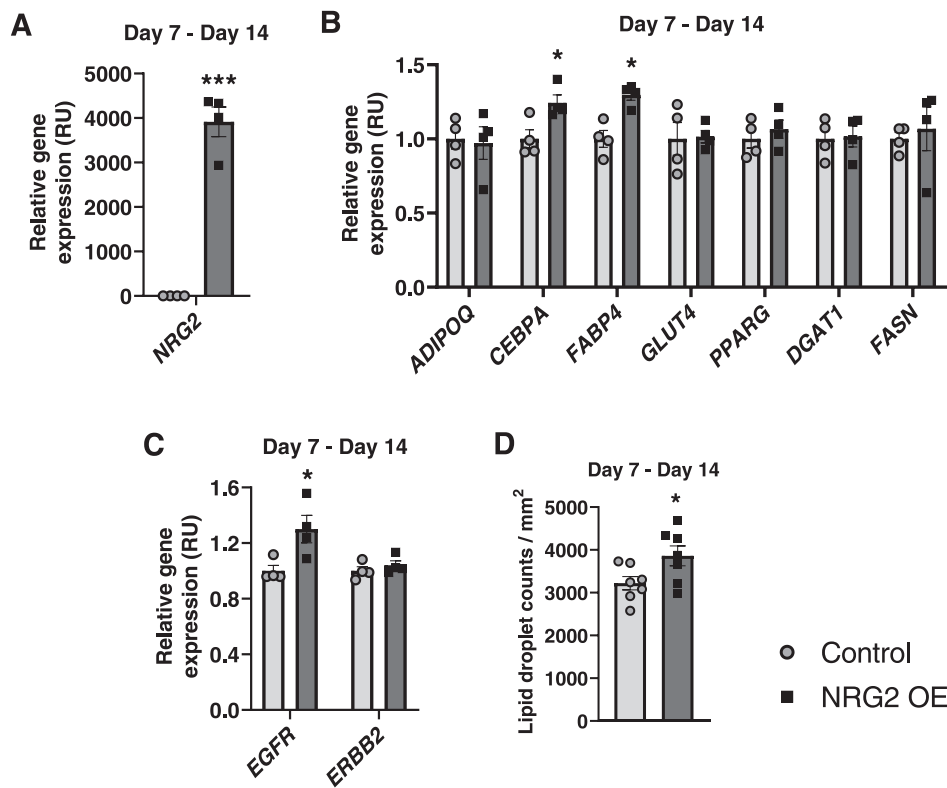 A
Day 7 - Day 14
Relative gene
expression (RU)
5000
4000
3000
2000
1000
0
***
NRG2
B
Day 7 - Day 14
Relative gene
expression (RU)
1.5
1.0
0.5
0.0
*
*
ADIPOQ
CEBPA
FABP4
GLUT4
PPARG
DGAT1
FASN
C
Day 7 - Day 14
Relative gene
expression (RU)
1.6
1.2
0.8
0.4
0.0
*
EGFR
ERBB2
D
Day 7 - Day 14
Lipid droplet counts / mm²
5000
4000
3000
2000
1000
0
*
Control
NRG2 OE